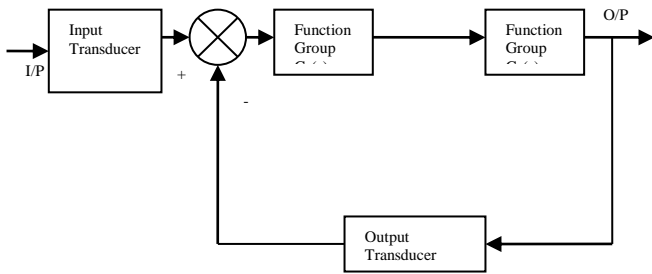 Input
Transducer
I/P
+
-
Function
Group
Function
Group
O/P
Output
Transducer